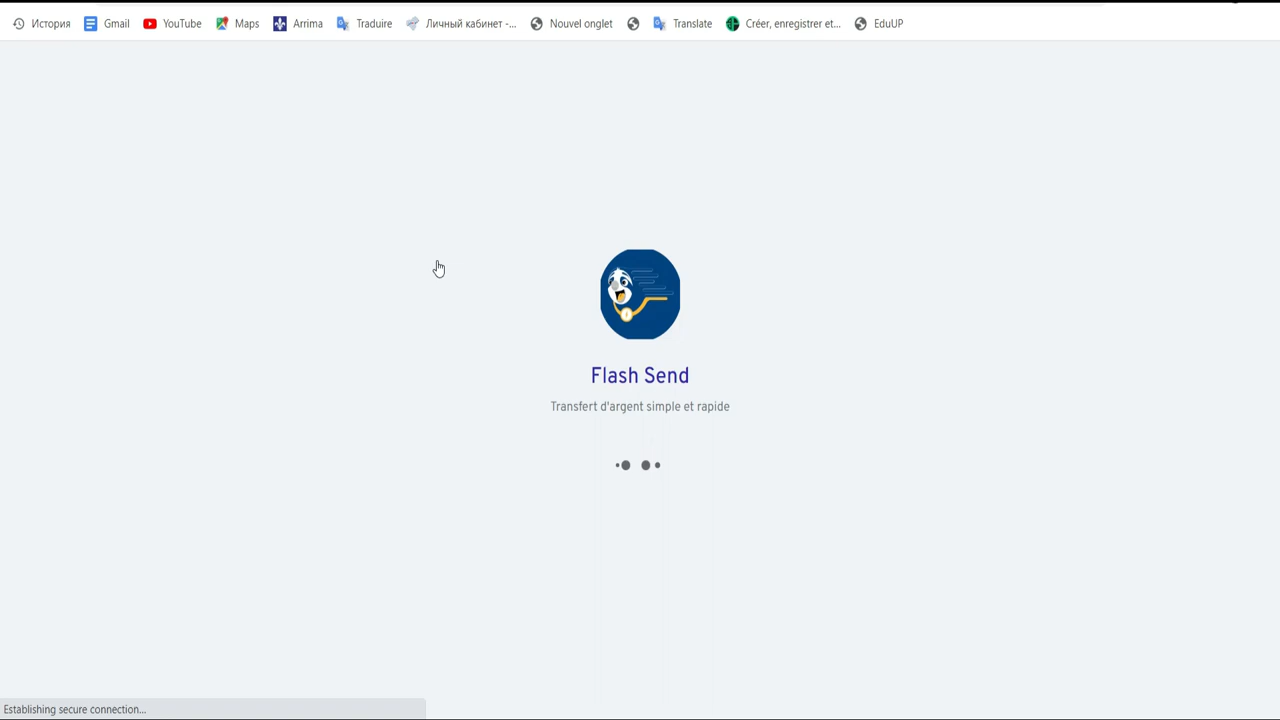 История Gmail YouTube Maps Arrima Traduire Личный кабинет -... Nouvel onglet Translate Créer, enregistrer et... EduUP
Flash Send
Transfert d'argent simple et rapide
Establishing secure connection...